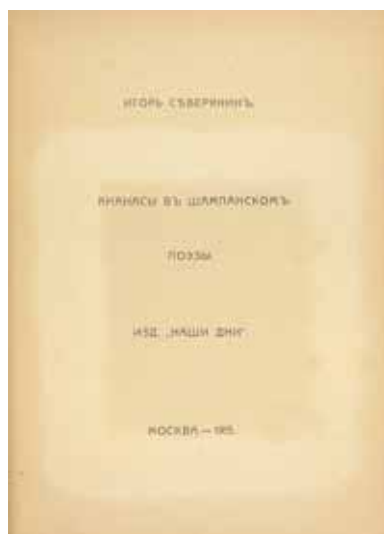 ИГОРЬ СѢВЕРЯНИНЪ.
АНАНАСЫ ВЪ ШАМПАНСКОМЪ.
ПОЭЗЫ
ИЗД. „НАШИ ДНИ".
МОСКВА — 1915.